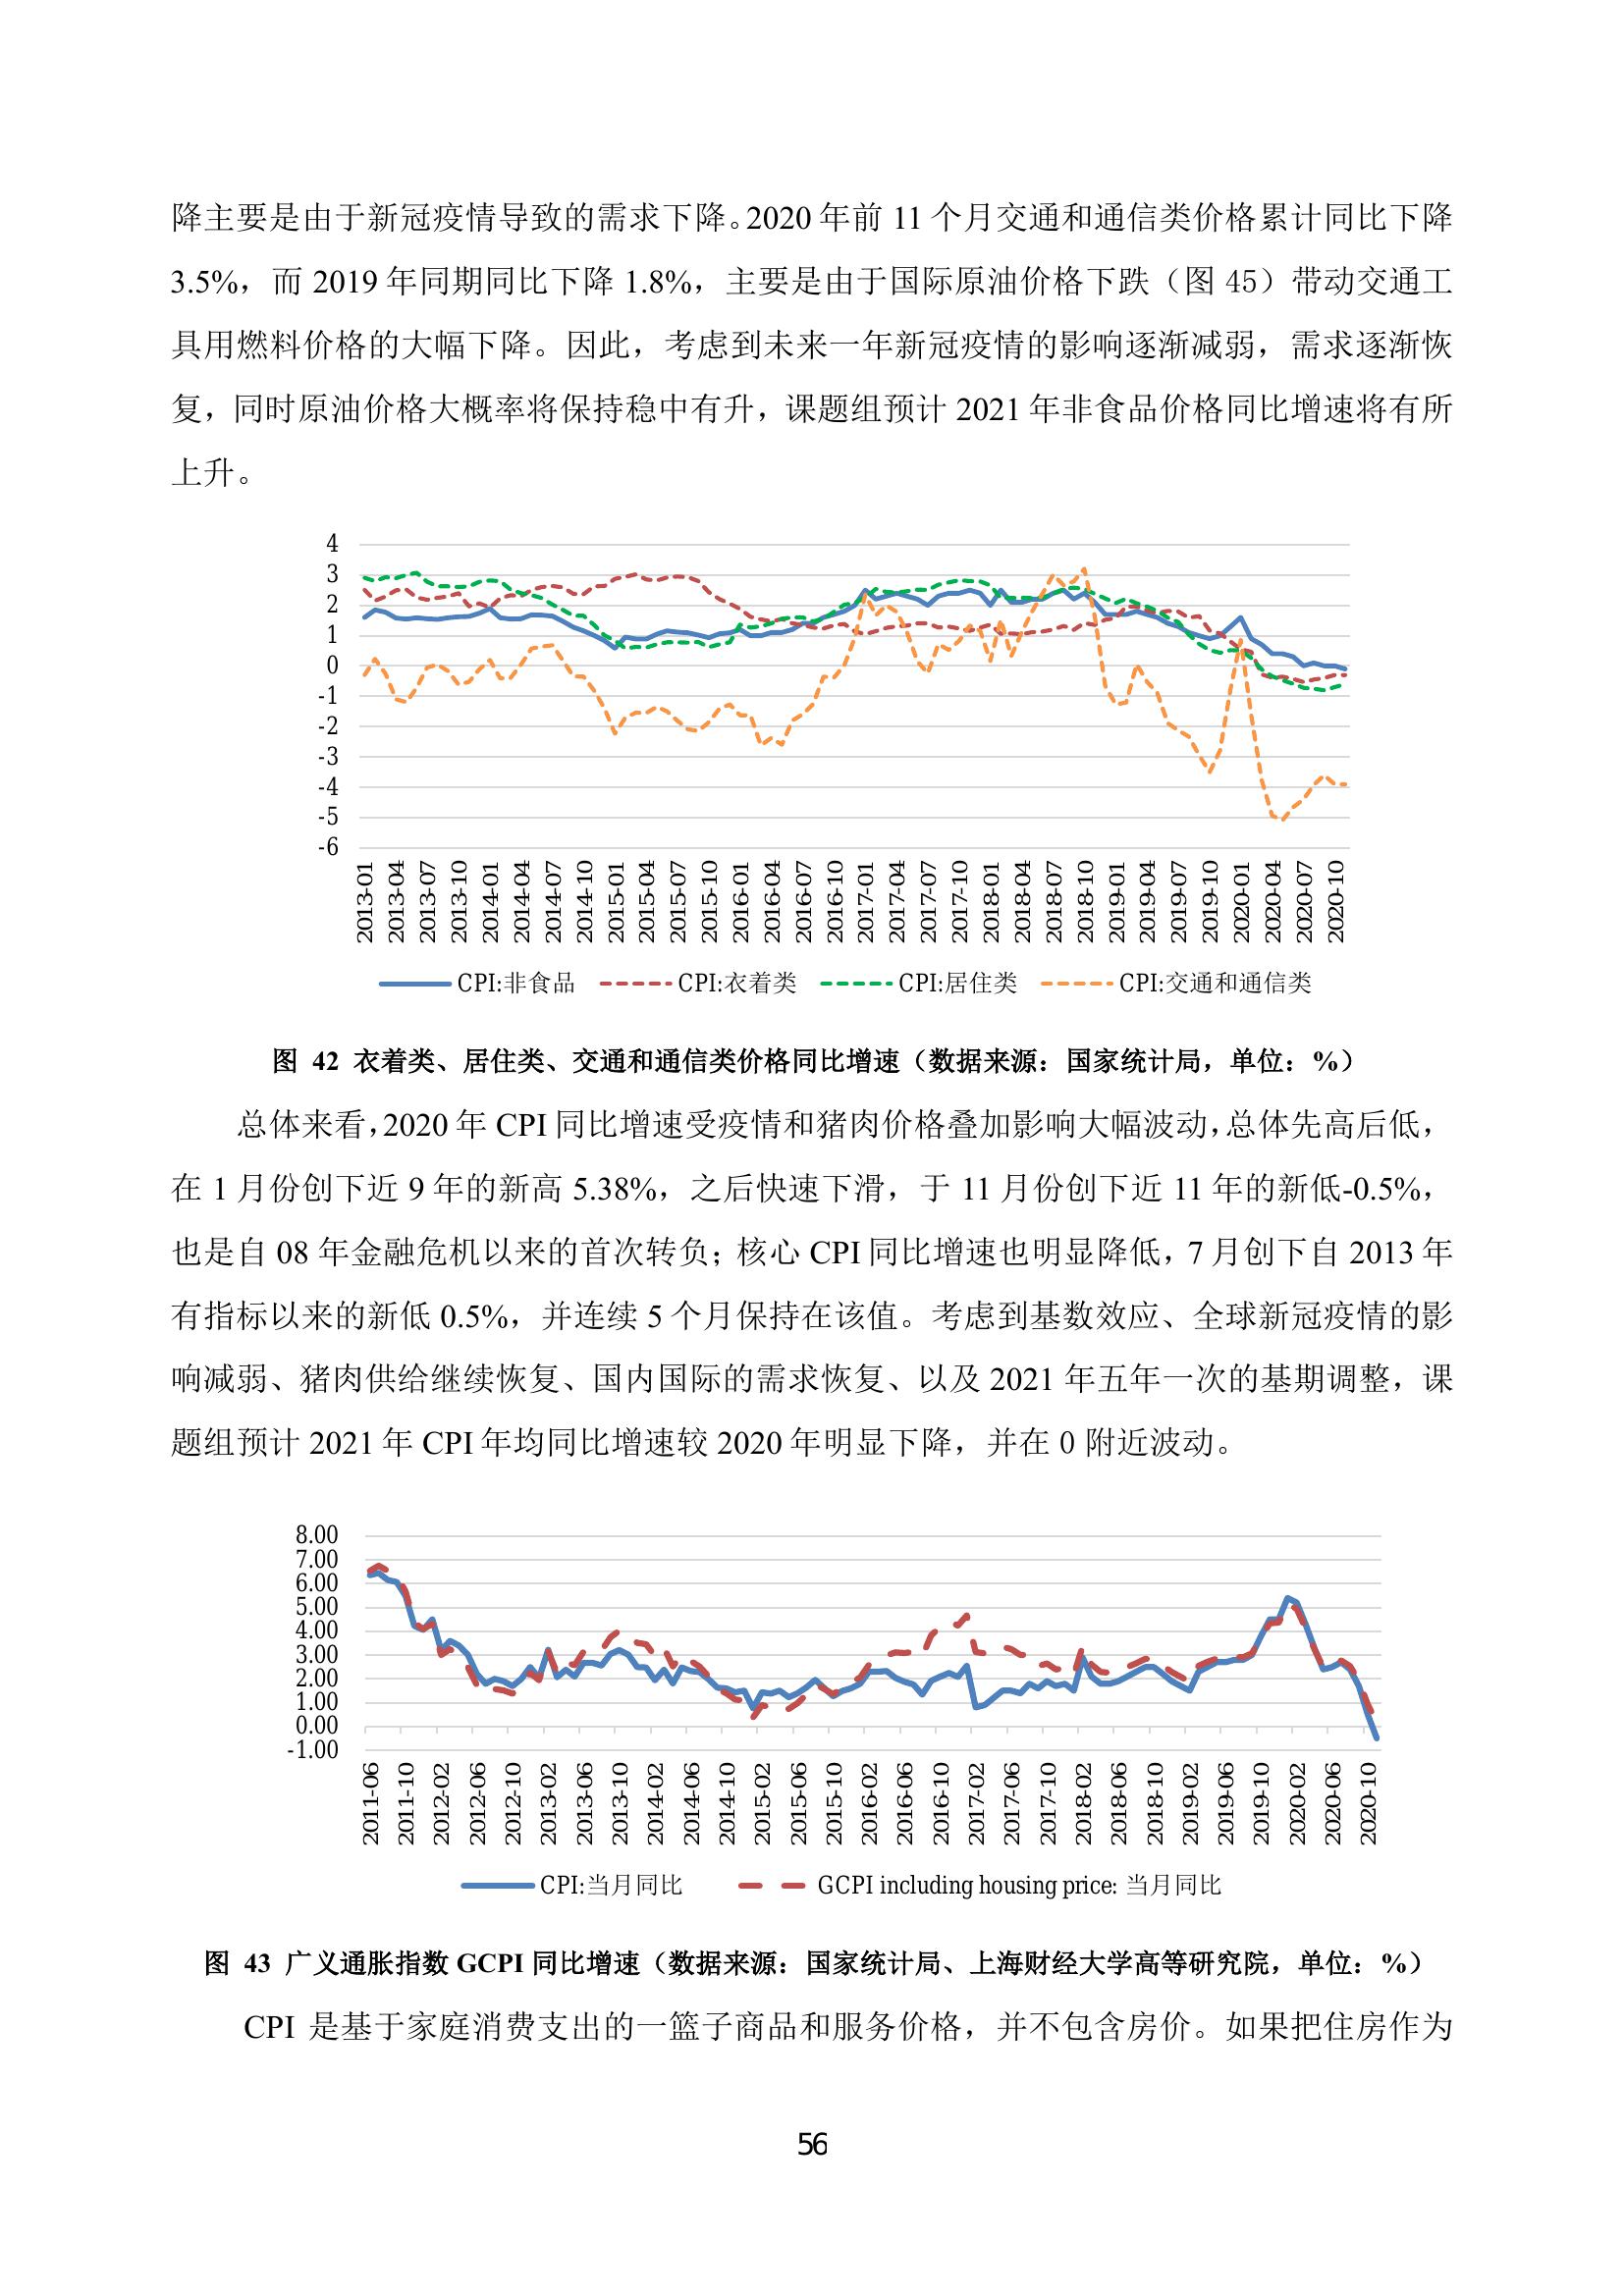 降主要是由于新冠疫情导致的需求下降。2020 年前 11 个月交通和通信类价格累计同比下降
3.5%，而 2019 年同期同比下降 1.8%，主要是由于国际原油价格下跌（图 45）带动交通工
具用燃料价格的大幅下降。因此，考虑到未来一年新冠疫情的影响逐渐减弱，需求逐渐恢
复，同时原油价格大概率将保持稳中有升，课题组预计 2021 年非食品价格同比增速将有所
上升。
4
3
2
1
0
-1
-2
-3
-4
-5
-6
2013-01 2013-04 2013-07 2013-10 2014-01 2014-04 2014-07 2014-10 2015-01 2015-04 2015-07 2015-10 2016-01 2016-04 2016-07 2016-10 2017-01 2017-04 2017-07 2017-10 2018-01 2018-04 2018-07 2018-10 2019-01 2019-04 2019-07 2019-10 2020-01 2020-04 2020-07 2020-10
CPI:非食品 CPI:衣着类 CPI:居住类 CPI:交通和通信类
图 42 衣着类、居住类、交通和通信类价格同比增速（数据来源：国家统计局，单位：%）
总体来看，2020 年 CPI 同比增速受疫情和猪肉价格叠加影响大幅波动，总体先高后低，
在 1 月份创下近 9 年的新高 5.38%，之后快速下滑，于 11 月份创下近 11 年的新低-0.5%，
也是自 08 年金融危机以来的首次转负；核心 CPI 同比增速也明显降低，7 月创下自 2013 年
有指标以来的新低 0.5%，并连续 5 个月保持在该值。考虑到基数效应、全球新冠疫情的影
响减弱、猪肉供给继续恢复、国内国际的需求恢复、以及 2021 年五年一次的基期调整，课
题组预计 2021 年 CPI 年均同比增速较 2020 年明显下降，并在 0 附近波动。
8.00
7.00
6.00
5.00
4.00
3.00
2.00
1.00
0.00
-1.00
2011-06 2011-10 2012-02 2012-06 2012-10 2013-02 2013-06 2013-10 2014-02 2014-06 2014-10 2015-02 2015-06 2015-10 2016-02 2016-06 2016-10 2017-02 2017-06 2017-10 2018-02 2018-06 2018-10 2019-02 2019-06 2019-10 2020-02 2020-06 2020-10
CPI:当月同比 GCPI including housing price: 当月同比
图 43 广义通胀指数 GCPI 同比增速（数据来源：国家统计局、上海财经大学高等研究院，单位：%）
CPI 是基于家庭消费支出的一篮子商品和服务价格，并不包含房价。如果把住房作为
56